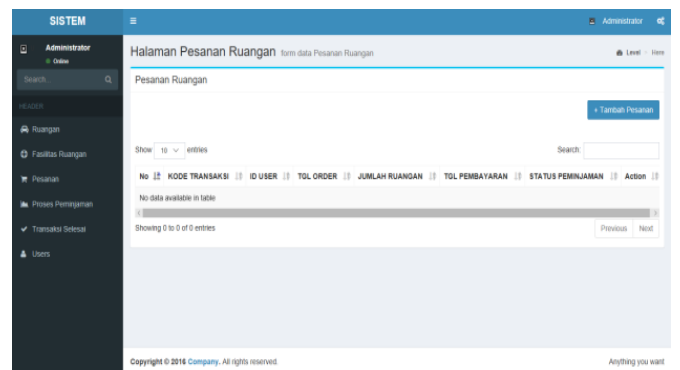 SISTEM
Administrator
Administrator
Online
Halaman Pesanan Ruangan form data Pesanan Ruangan
Level > Here
Search...
Pesanan Ruangan
HEADER
+ Tambah Pesanan
Ruangan
Fasilitas Ruangan
Show 10 entries
Search:
Pesanan
No KODE TRANSAKSI ID USER TGL ORDER JUMLAH RUANGAN TGL PEMBAYARAN STATUS PEMINJAMAN Action
Proses Peminjaman
No data available in table
Transaksi Selesai
Showing 0 to 0 of 0 entries
Previous Next
Users
Copyright © 2016 Company. All rights reserved.
Anything you want